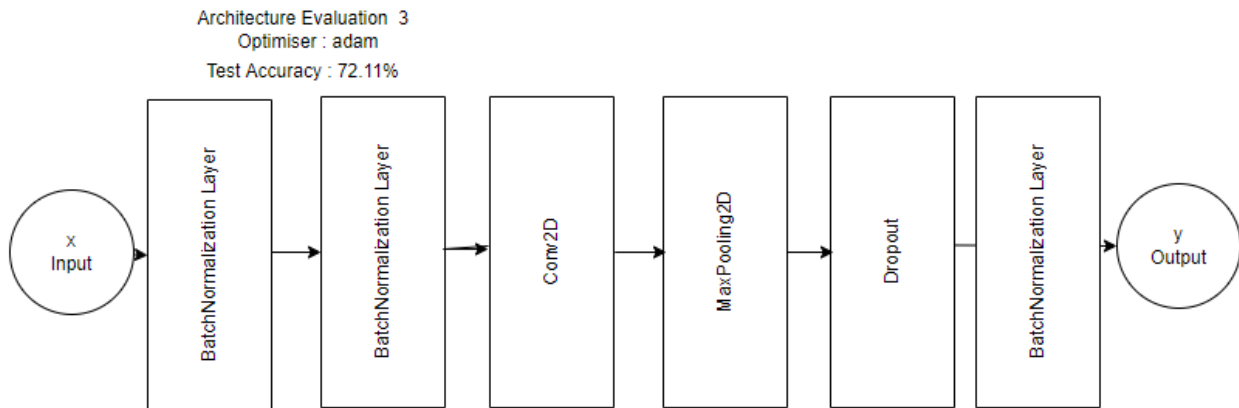 Architecture Evaluation 3
Optimiser : adam
Test Accuracy : 72.11%
x
Input
BatchNormalization Layer
BatchNormalization Layer
Conv2D
MaxPooling2D
Dropout
BatchNormalization Layer
y
Output